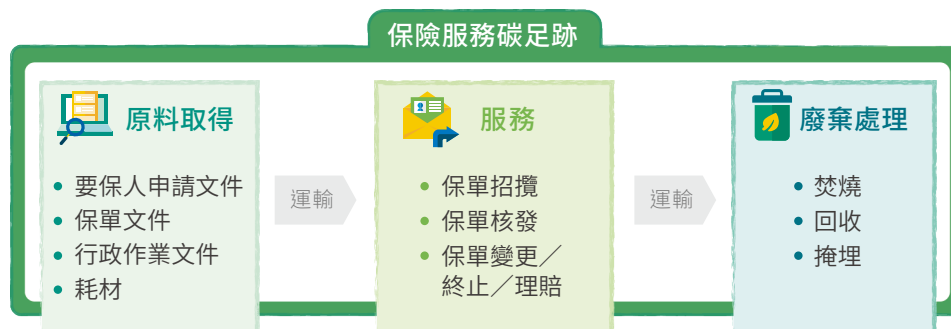 保險服務碳足跡
原料取得
• 要保人申請文件
• 保單文件
• 行政作業文件
• 耗材
運輸
服務
• 保單招攬
• 保單核發
• 保單變更／
終止／理賠
運輸
廢棄處理
• 焚燒
• 回收
• 掩埋